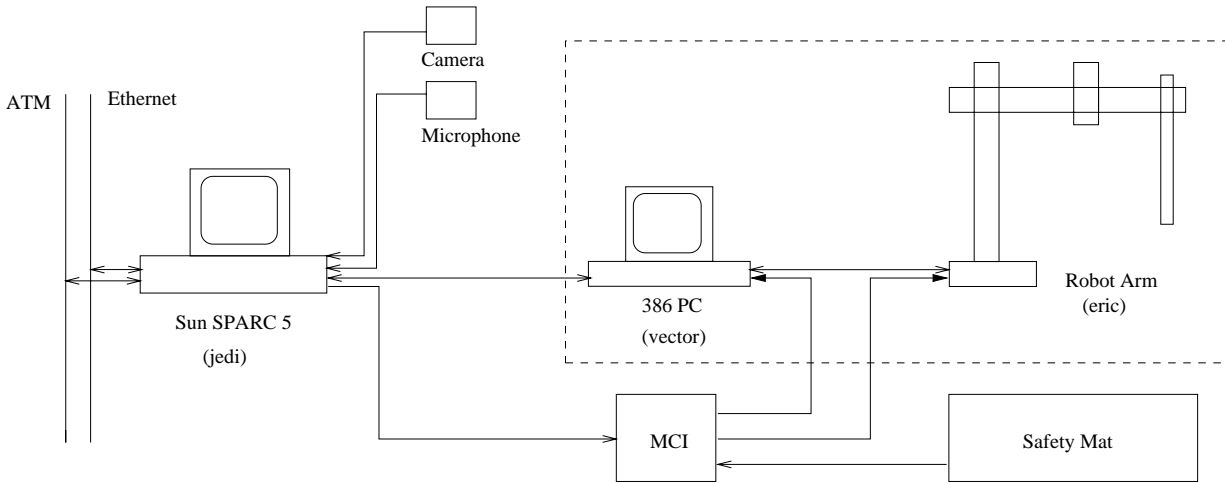 Camera
ATM
Ethernet
Microphone
Sun SPARC 5
(jedi)
386 PC
(vector)
Robot Arm
(eric)
MCI
Safety Mat